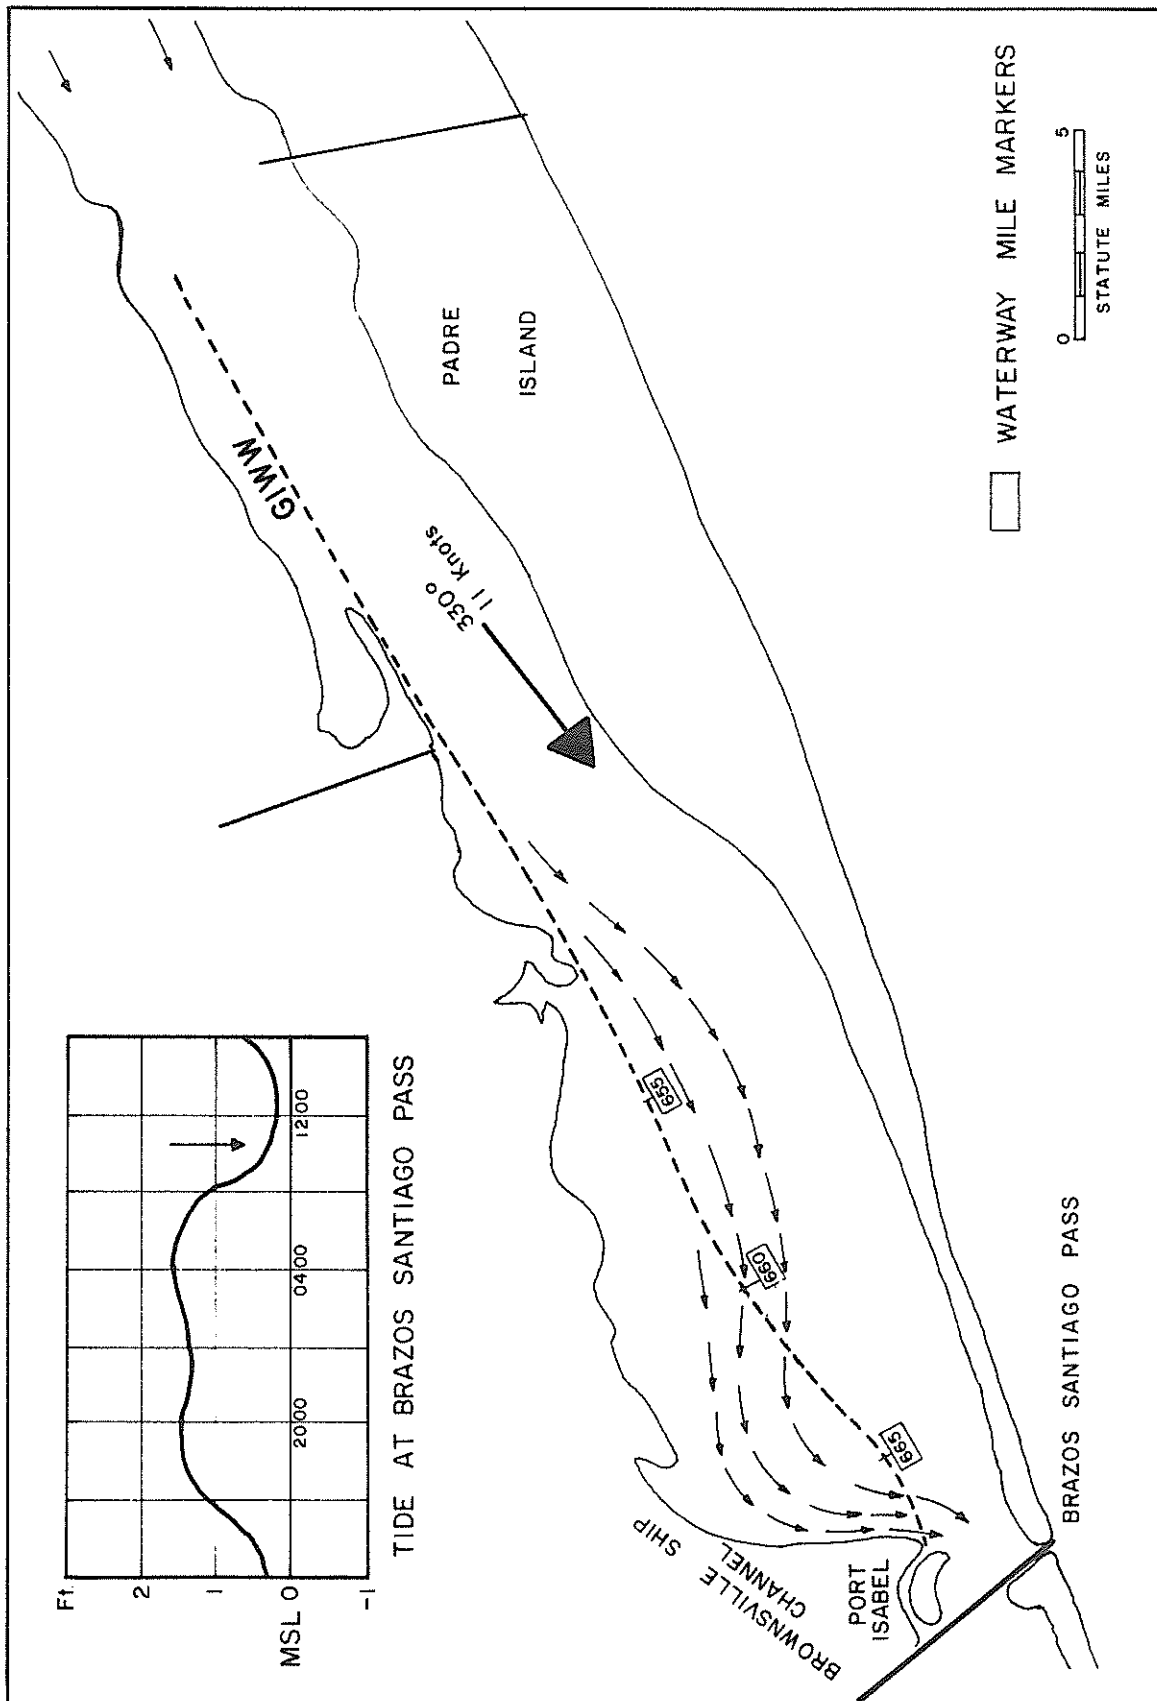 Ft.
2
1
MSL 0
-1
2000
0400
1200
TIDE AT BRAZOS SANTIAGO PASS
GIWW
PADRE
ISLAND
330°
11 Knots
655
660
665
BROWNSVILLE SHIP
CHANNEL
PORT
ISABEL
BRAZOS SANTIAGO PASS
WATERWAY MILE MARKERS
0
5
STATUTE MILES